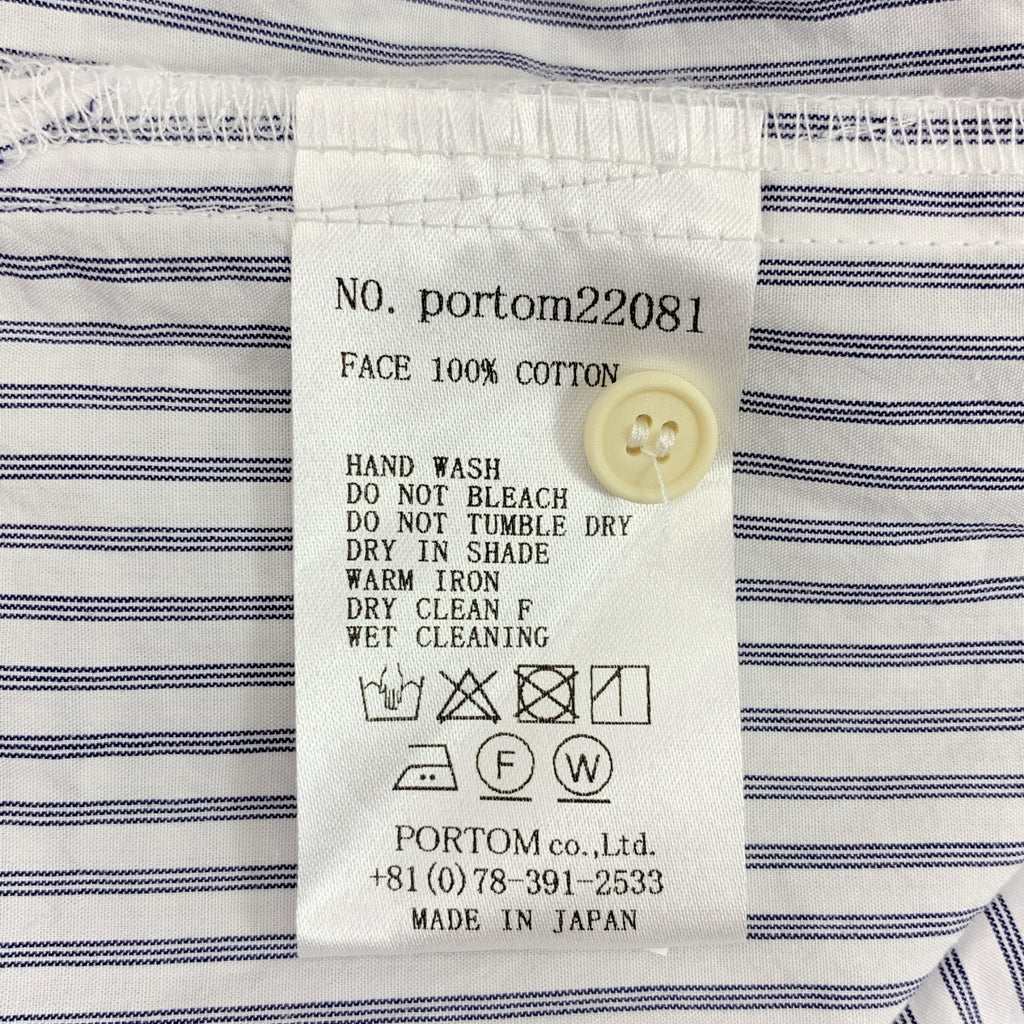 NO. portom22081
FACE 100% COTTON
HAND WASH
DO NOT BLEACH
DO NOT TUMBLE DRY
DRY IN SHADE
WARM IRON
DRY CLEAN F
WET CLEANING
F W
PORTOM co.,Ltd.
+81(0)78-391-2533
MADE IN JAPAN